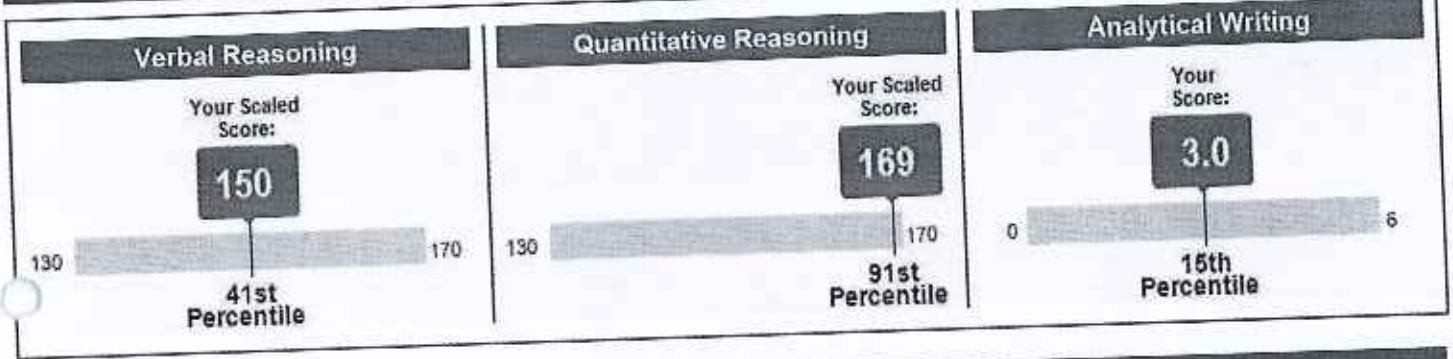 Verbal Reasoning
Your Scaled
Score:
150
130
170
41st
Percentile
Quantitative Reasoning
Your Scaled
Score:
169
130
170
91st
Percentile
Analytical Writing
Your
Score:
3.0
0
6
15th
Percentile